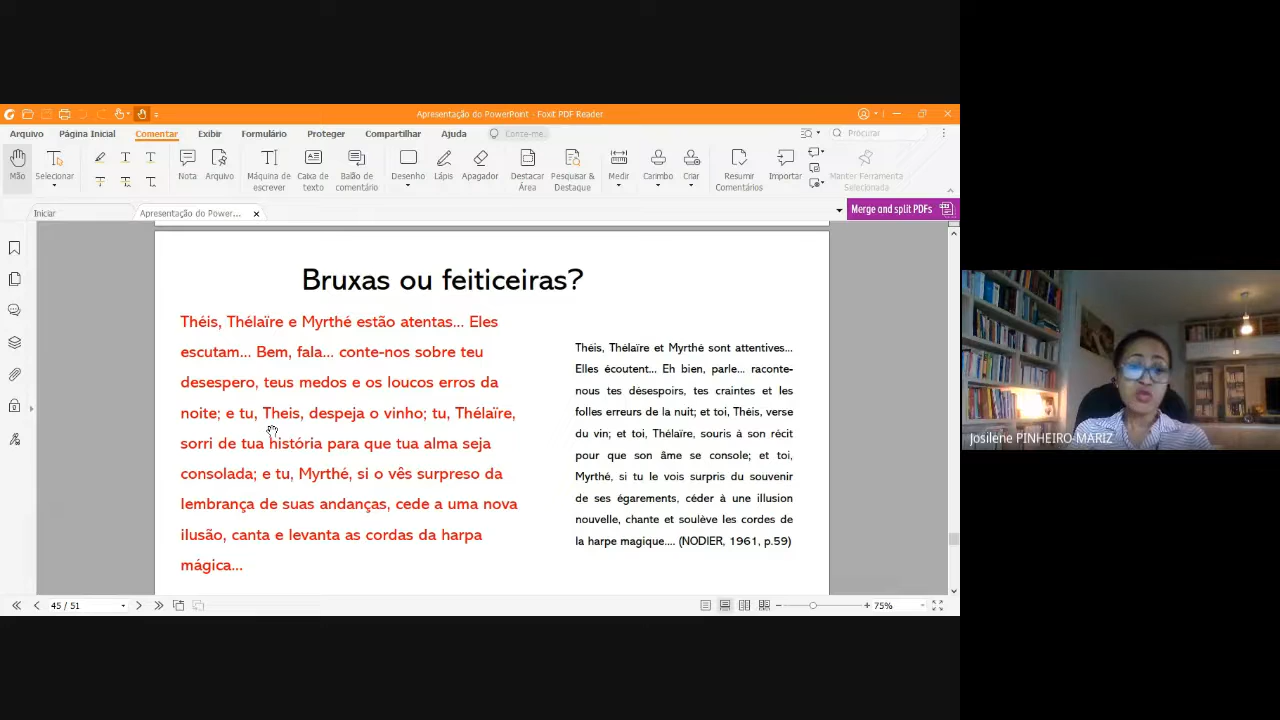 Apresentação do PowerPoint - Foxit PDF Reader
Arquivo Página Inicial Comentar Exibir Formulário Proteger Compartilhar Ajuda Conte-me... Procurar
Mão Selecionar Nota Arquivo Máquina de escrever Caixa de texto Balão de comentário Desenho Lápis Apagador Destacar Área Pesquisar & Destaque Medir Carimbo Criar Resumir Comentários Importar Manter Ferramenta Selecionada
Iniciar Apresentação do Power... Merge and split PDFs
Bruxas ou feiticeiras?
Théis, Thélaïre e Myrthé estão atentas... Eles
escutam... Bem, fala... conte-nos sobre teu
desespero, teus medos e os loucos erros da
noite; e tu, Theis, despeja o vinho; tu, Thélaïre,
sorri de tua história para que tua alma seja
consolada; e tu, Myrthé, si o vês surpreso da
lembrança de suas andanças, cede a uma nova
ilusão, canta e levanta as cordas da harpa
mágica...
Théis, Thélaïre et Myrthé sont attentives...
Elles écoutent... Eh bien, parle... raconte-
nous tes désespoirs, tes craintes et les
folles erreurs de la nuit; et toi, Théis, verse
du vin; et toi, Thélaïre, souris à son récit
pour que son âme se console; et toi,
Myrthé, si tu le vois surpris du souvenir
de ses égarements, céder à une illusion
nouvelle, chante et soulève les cordes de
la harpe magique.... (NODIER, 1961, p.59)
45 / 51
75%
Josilene PINHEIRO-MARIZ